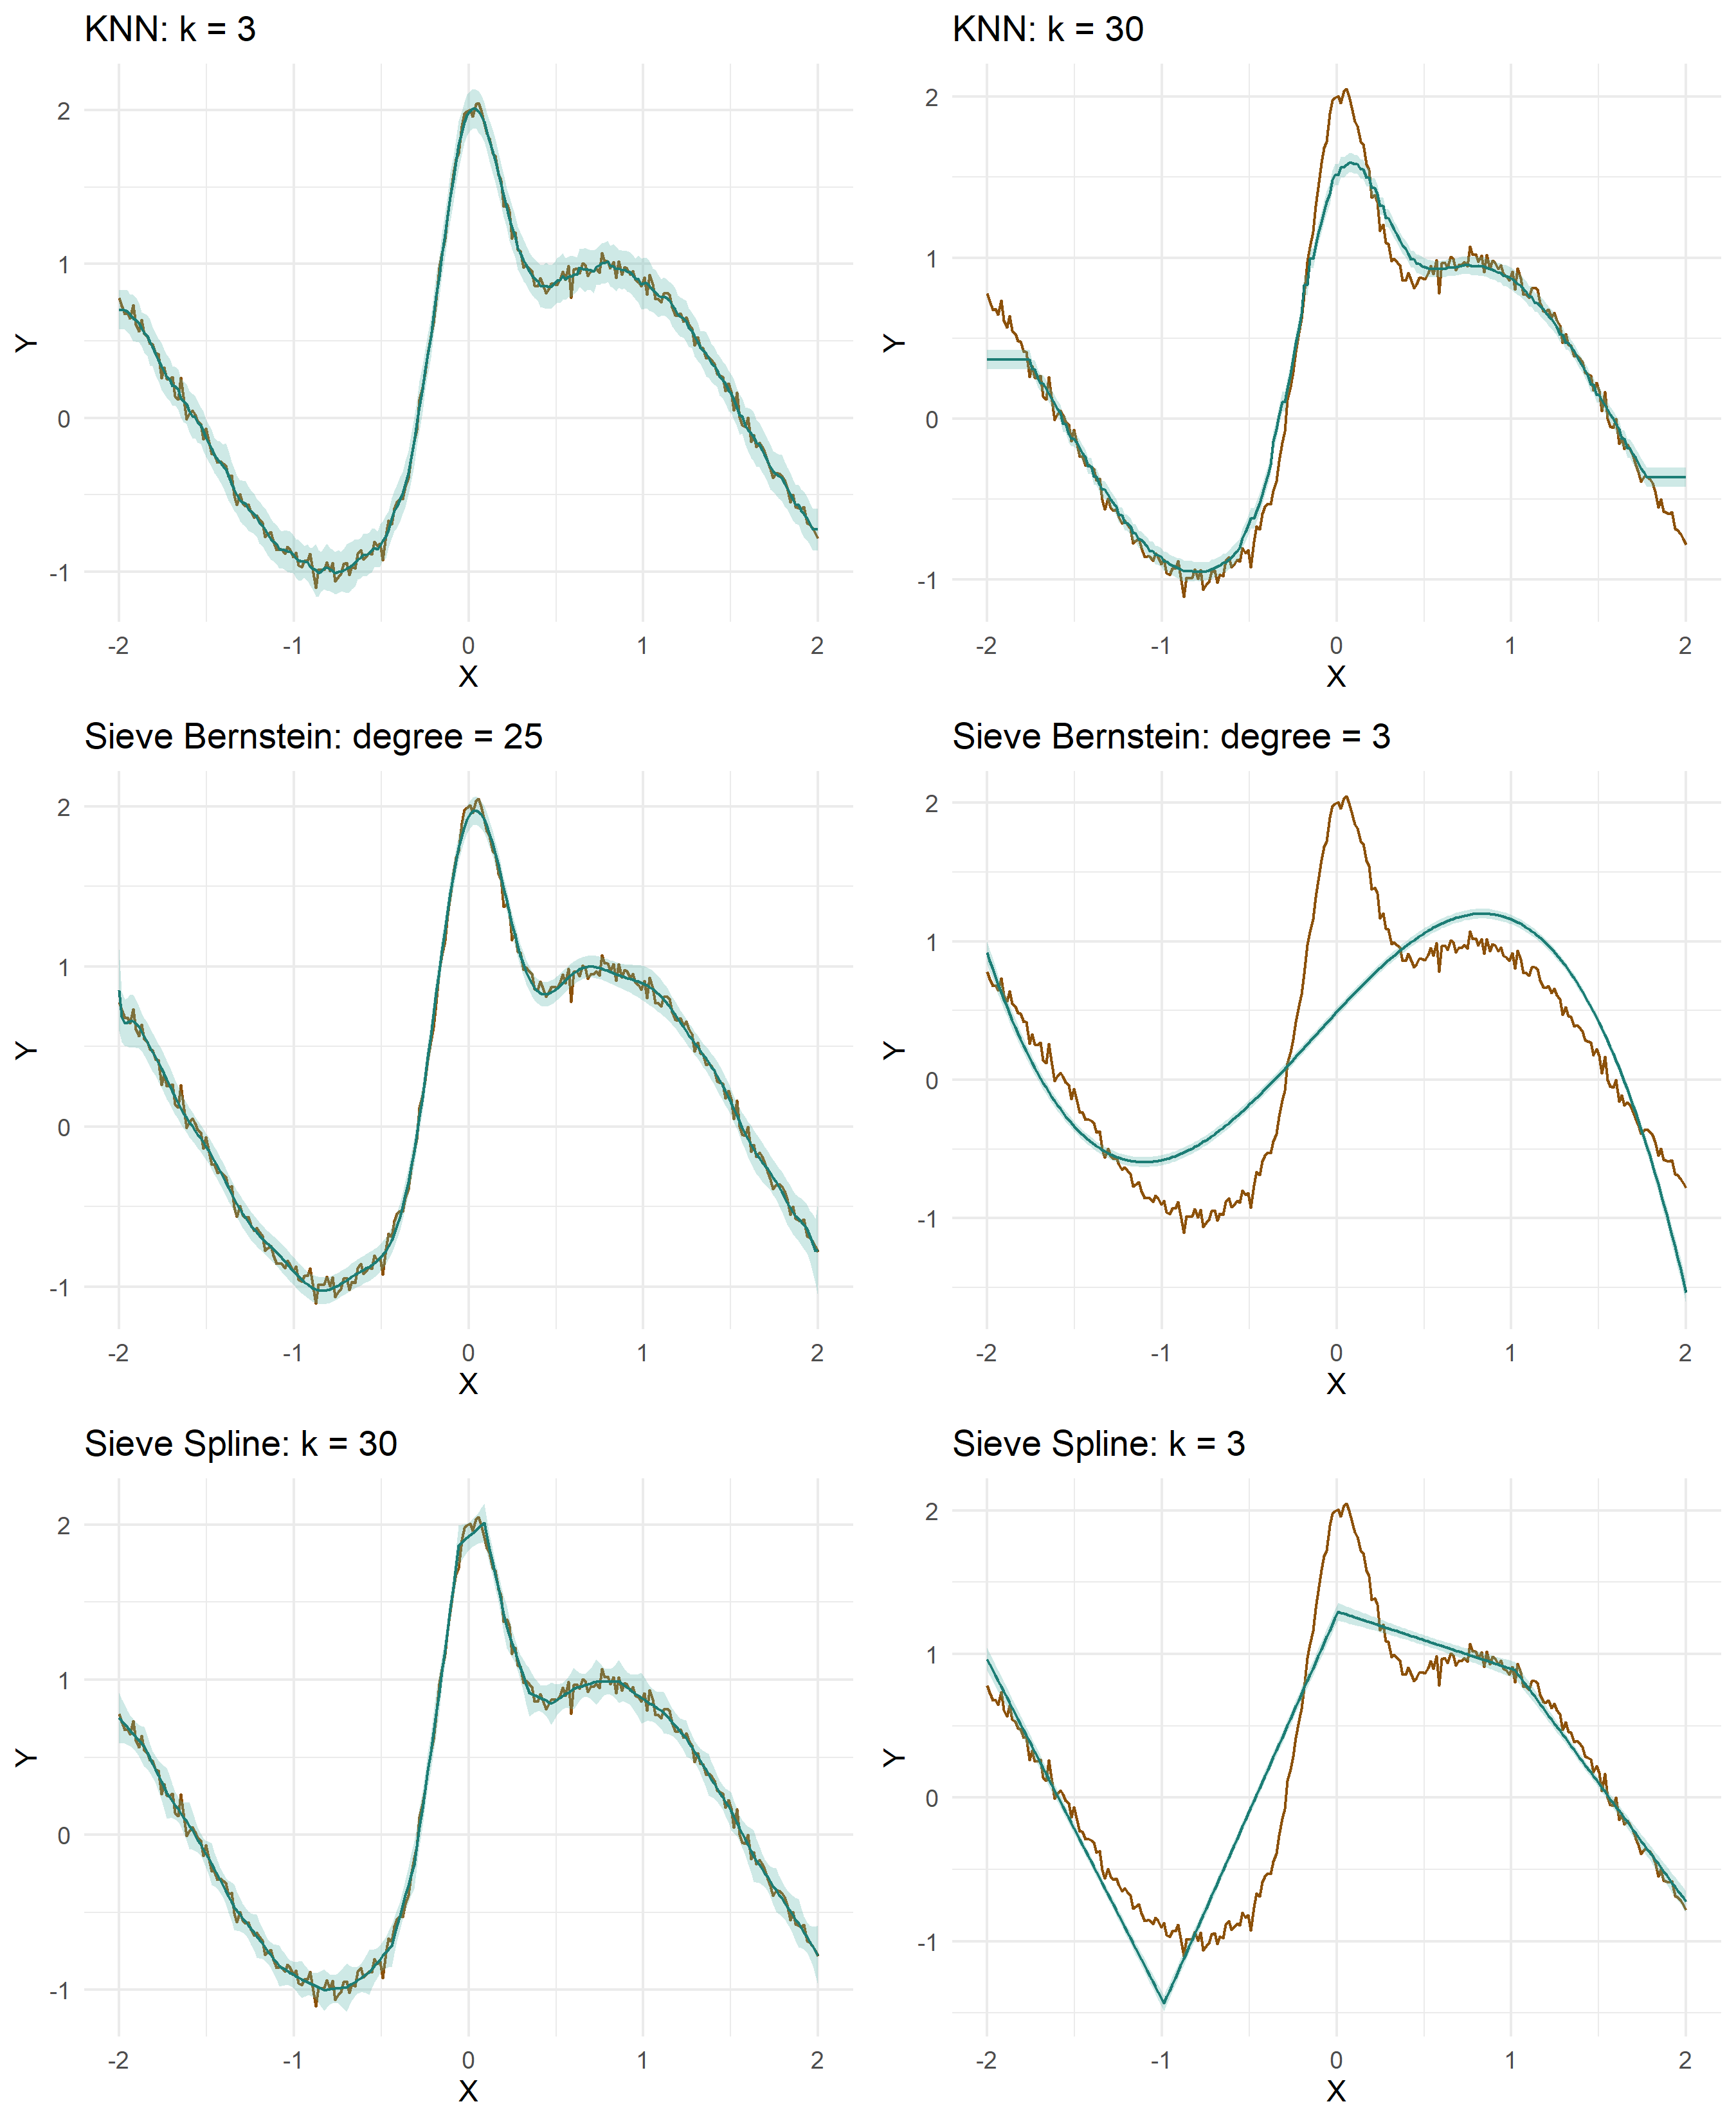 KNN: k = 3
2
1
0
-1
Y
-2 -1 0 1 2
X
KNN: k = 30
2
1
0
-1
Y
-2 -1 0 1 2
X
Sieve Bernstein: degree = 25
2
1
0
-1
Y
-2 -1 0 1 2
X
Sieve Bernstein: degree = 3
2
1
0
-1
Y
-2 -1 0 1 2
X
Sieve Spline: k = 30
2
1
0
-1
Y
-2 -1 0 1 2
X
Sieve Spline: k = 3
2
1
0
-1
Y
-2 -1 0 1 2
X